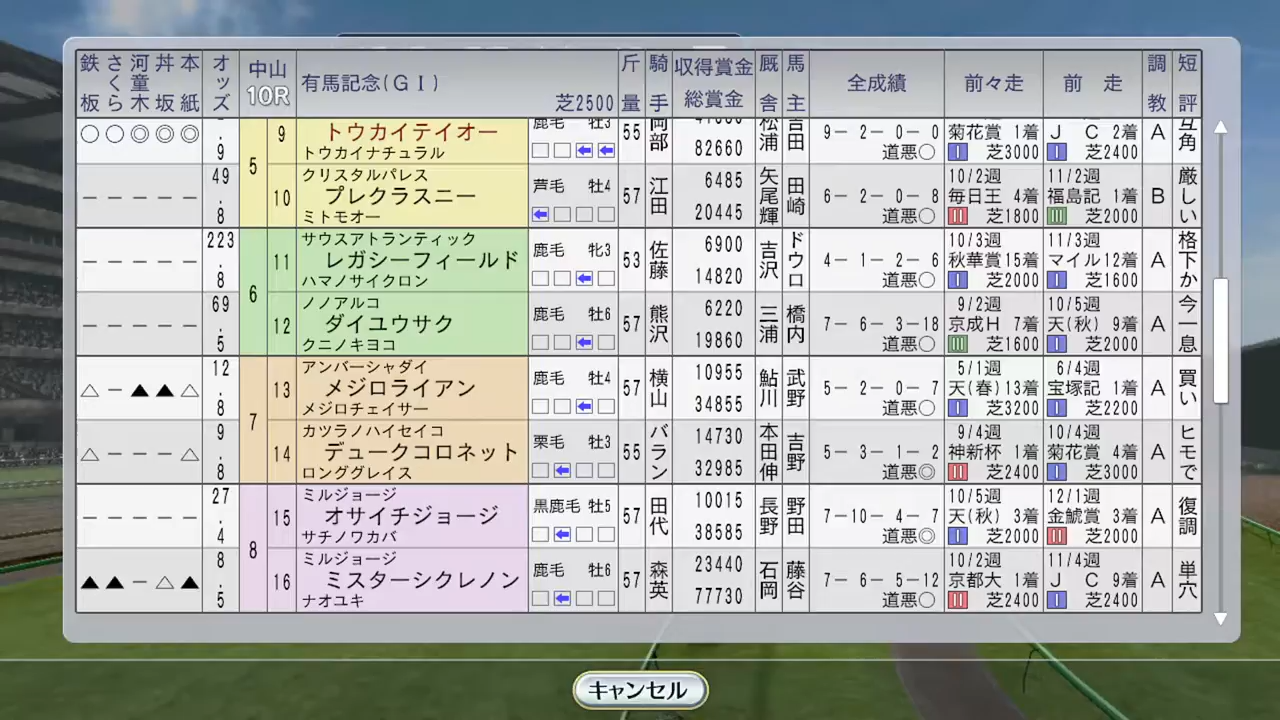 鉄板 さくら 河童木 丼坂 本紙 オッズ 中山 10R 有馬記念(GⅠ) 芝2500 斤量 騎手 収得賞金 総賞金 厩舎 馬主 全成績 前々走 前 走 調教 短評
○ ○ ◎ ◎ ◎ .9 5 9 トウカイテイオー トウカイナチュラル 鹿毛 牡3 55 岡部 82660 松浦 吉田 9- 2- 0- 0 道悪○ 菊花賞 1着 Ⅰ 芝3000 J C 2着 Ⅰ 芝2400 A 互角
- - - - - 49.8 10 クリスタルパレス プレクラスニー ミトモオー 芦毛 牡4 57 江田 6485 20445 矢尾輝 田崎 6- 2- 0- 8 道悪○ 10/2週 毎日王 4着 Ⅱ 芝1800 11/2週 福島記 1着 Ⅲ 芝2000 B 厳しい
- - - - - 223.8 6 11 サウスアトランティック レガシーフィールド ハマノサイクロン 鹿毛 牝3 53 佐藤 6900 14820 吉沢 ドウロ 4- 1- 2- 6 道悪○ 10/3週 秋華賞15着 Ⅰ 芝2000 11/3週 マイル12着 Ⅰ 芝1600 A 格下か
- - - - - 69.5 12 ノノアルコ ダイユウサク クニノキヨコ 鹿毛 牡6 57 熊沢 6220 19860 三浦 橋内 7- 6- 3-18 道悪○ 9/2週 京成H 7着 Ⅲ 芝1600 10/5週 天(秋) 9着 Ⅰ 芝2000 A 今一息
△ - ▲ ▲ △ 12.8 7 13 アンバーシャダイ メジロライアン メジロチェイサー 鹿毛 牡4 57 横山 10955 34855 鮎川 武野 5- 2- 0- 7 道悪○ 5/1週 天(春)13着 Ⅰ 芝3200 6/4週 宝塚記 1着 Ⅰ 芝2200 A 買い
△ - - - △ 9.8 14 カツラノハイセイコ デュークコロネット ロンググレイス 栗毛 牡3 55 バラン 14730 32985 本田伸 吉野 5- 3- 1- 2 道悪◎ 9/4週 神新杯 1着 Ⅱ 芝2400 10/4週 菊花賞 4着 Ⅰ 芝3000 A ヒモで
- - - - - 27.4 8 15 ミルジョージ オサイチジョージ サチノワカバ 黒鹿毛 牡5 57 田代 10015 38585 長野 野田 7-10- 4- 7 道悪◎ 10/5週 天(秋) 3着 Ⅰ 芝2000 12/1週 金鯱賞 3着 Ⅱ 芝2000 A 復調
▲ ▲ - △ ▲ 8.5 16 ミルジョージ ミスターシクレノン ナオユキ 鹿毛 牡6 57 森英 23440 77730 石岡 藤谷 7- 6- 5-12 道悪○ 10/2週 京都大 1着 Ⅱ 芝2400 11/4週 J C 9着 Ⅰ 芝2400 A 単穴
キャンセル